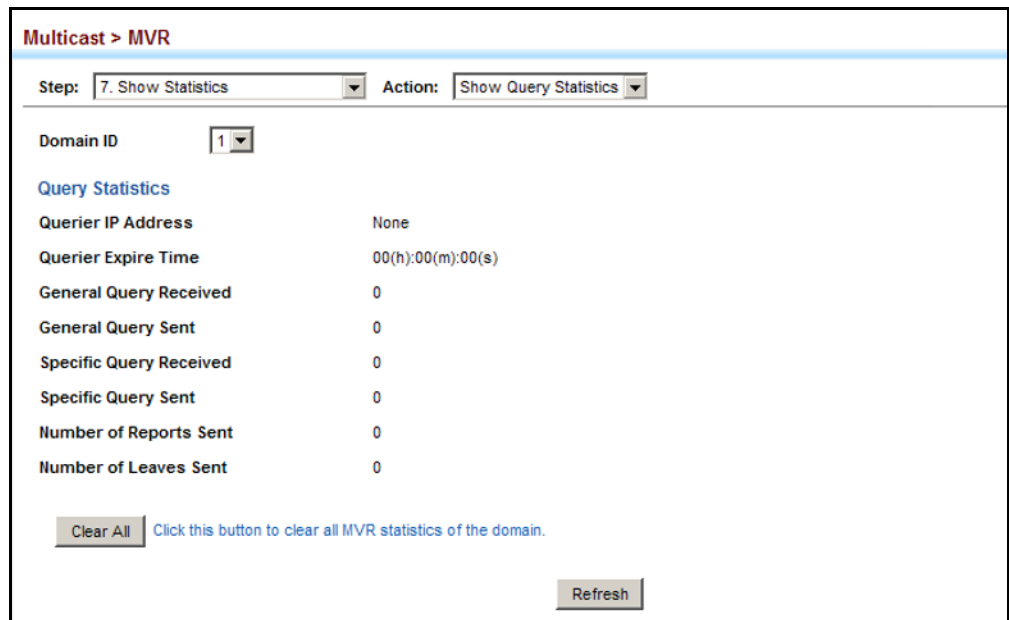 Multicast > MVR
Step: 7. Show Statistics Action: Show Query Statistics
Domain ID 1
Query Statistics
Querier IP Address None
Querier Expire Time 00(h):00(m):00(s)
General Query Received 0
General Query Sent 0
Specific Query Received 0
Specific Query Sent 0
Number of Reports Sent 0
Number of Leaves Sent 0
Clear All Click this button to clear all MVR statistics of the domain.
Refresh